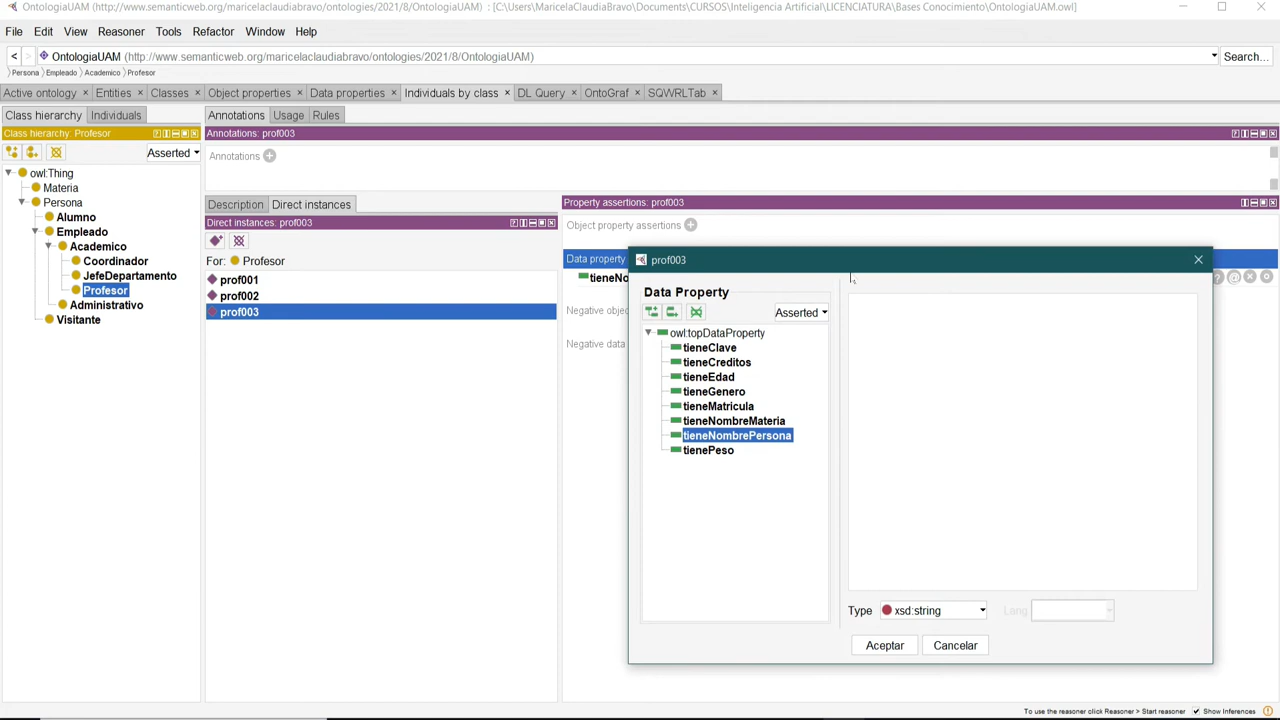 OntologiaUAM (http://www.semanticweb.org/maricelaclaudiabravo/ontologies/2021/8/OntologiaUAM) : [C:\Users\MaricelaClaudiaBravo\Documents\CURSOS\Inteligencia Artificial\LICENCIATURA\Bases Conocimiento\OntologiaUAM.owl]
File Edit View Reasoner Tools Refactor Window Help
< > OntologiaUAM (http://www.semanticweb.org/maricelaclaudiabravo/ontologies/2021/8/OntologiaUAM) Search...
Persona Empleado Academico Profesor
Active ontology × Entities × Classes × Object properties × Data properties × Individuals by class × DL Query × OntoGraf × SQWRLTab ×
Class hierarchy Individuals
Class hierarchy: Profesor
Asserted
owl:Thing
Materia
Persona
Alumno
Empleado
Academico
Coordinador
JefeDepartamento
Profesor
Administrativo
Visitante
Annotations Usage Rules
Annotations: prof003
Annotations
Description Direct instances
Direct instances: prof003
For: Profesor
prof001
prof002
prof003
Property assertions: prof003
Object property assertions
Data property
tieneNo
Negative objec
Negative data
prof003
Data Property
Asserted
owl:topDataProperty
tieneClave
tieneCreditos
tieneEdad
tieneGenero
tieneMatricula
tieneNombreMateria
tieneNombrePersona
tienePeso
Type xsd:string Lang
Aceptar Cancelar
To use the reasoner click Reasoner > Start reasoner Show Inferences